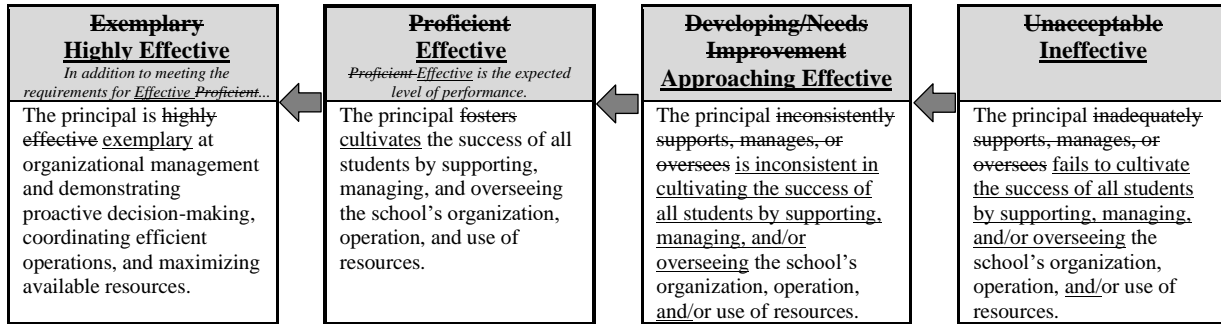 Exemplary
Highly Effective
In addition to meeting the
requirements for Effective Proficient...
The principal is highly
effective exemplary at
organizational management
and demonstrating
proactive decision-making,
coordinating efficient
operations, and maximizing
available resources.
Proficient
Effective
Proficient Effective is the expected
level of performance.
The principal fosters
cultivates the success of all
students by supporting,
managing, and overseeing
the school’s organization,
operation, and use of
resources.
Developing/Needs
Improvement
Approaching Effective
The principal inconsistently
supports, manages, or
oversees is inconsistent in
cultivating the success of
all students by supporting,
managing, and/or
overseeing the school’s
organization, operation,
and/or use of resources.
Unacceptable
Ineffective
The principal inadequately
supports, manages, or
oversees fails to cultivate
the success of all students
by supporting, managing,
and/or overseeing the
school’s organization,
operation, and/or use of
resources.